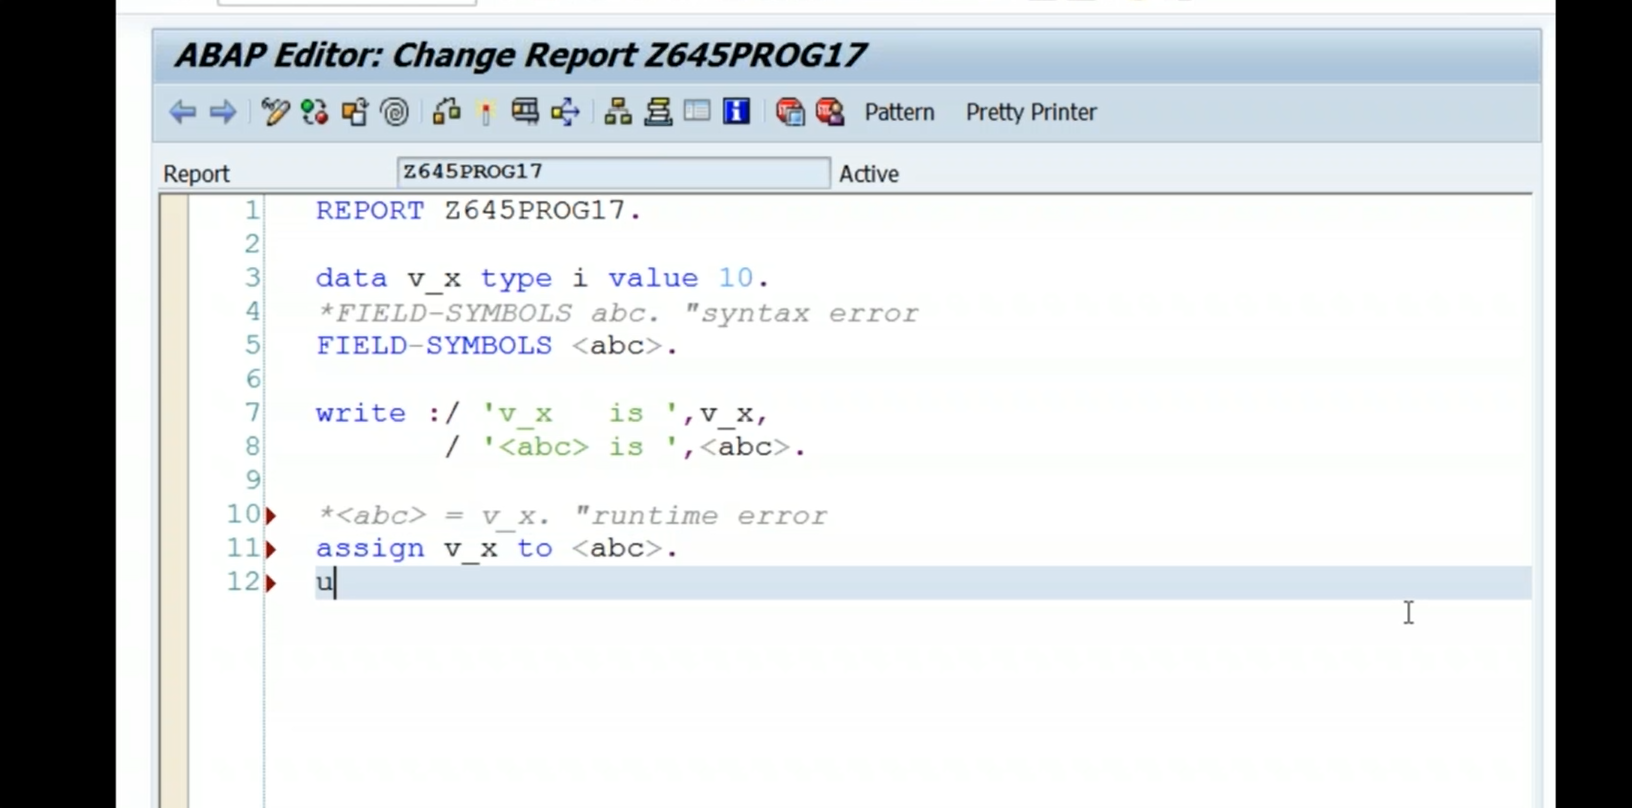 ABAP Editor: Change Report Z645PROG17
Pattern Pretty Printer
Report Z645PROG17 Active
1 REPORT Z645PROG17.
2
3 data v_x type i value 10.
4 *FIELD-SYMBOLS abc. "syntax error
5 FIELD-SYMBOLS <abc>.
6
7 write :/ 'v_x   is ',v_x,
8 / '<abc> is ',<abc>.
9
10 *<abc> = v_x. "runtime error
11 assign v_x to <abc>.
12 u